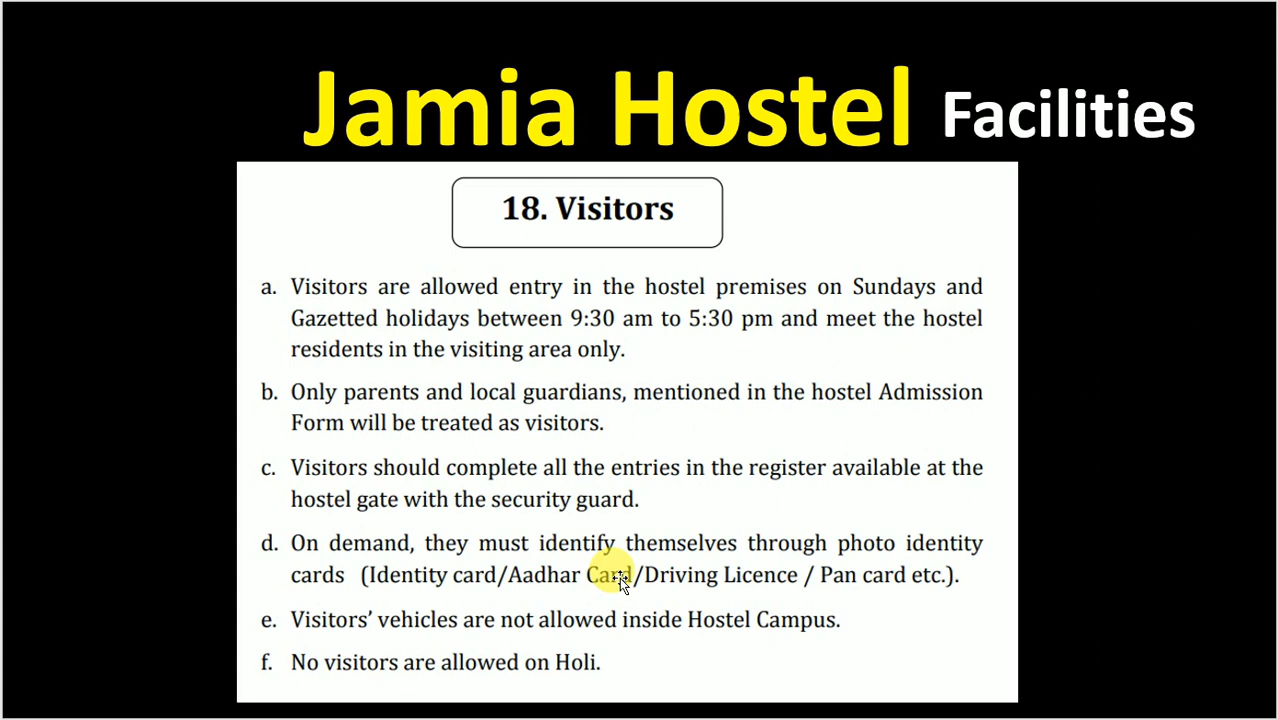 Jamia Hostel Facilities
18. Visitors
a. Visitors are allowed entry in the hostel premises on Sundays and
Gazetted holidays between 9:30 am to 5:30 pm and meet the hostel
residents in the visiting area only.
b. Only parents and local guardians, mentioned in the hostel Admission
Form will be treated as visitors.
c. Visitors should complete all the entries in the register available at the
hostel gate with the security guard.
d. On demand, they must identify themselves through photo identity
cards (Identity card/Aadhar Card/Driving Licence / Pan card etc.).
e. Visitors’ vehicles are not allowed inside Hostel Campus.
f. No visitors are allowed on Holi.